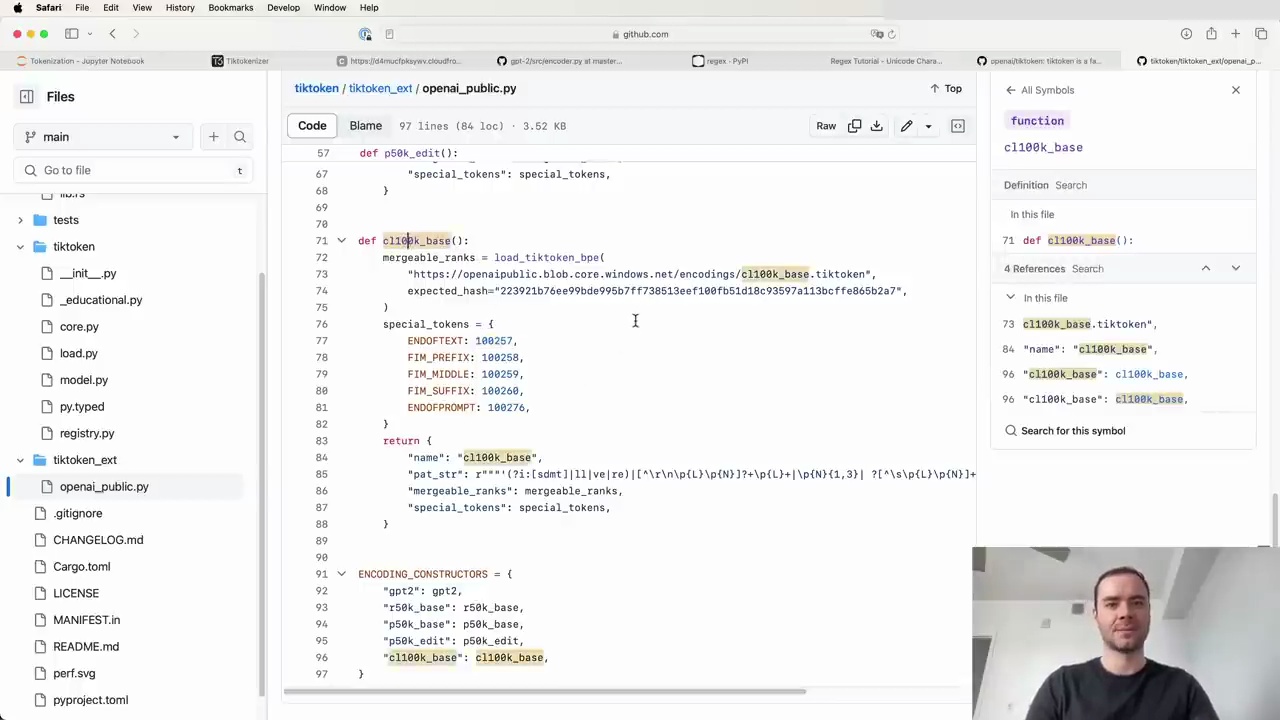 Safari File Edit View History Bookmarks Develop Window Help
github.com
Tokenization - Jupyter Notebook
Tiktokenizer
https://d4mucfpksywv.cloudfro...
gpt-2/src/encoder.py at master...
regex · PyPI
Regex Tutorial - Unicode Chara...
openai/tiktoken: tiktoken is a fa...
tiktoken/tiktoken_ext/openai_p...
Files
main
Go to file
t
lib.rs
tests
tiktoken
__init__.py
_educational.py
core.py
load.py
model.py
py.typed
registry.py
tiktoken_ext
openai_public.py
.gitignore
CHANGELOG.md
Cargo.toml
LICENSE
MANIFEST.in
README.md
perf.svg
pyproject.toml
tiktoken / tiktoken_ext / openai_public.py
Top
Code
Blame
97 lines (84 loc) · 3.52 KB
Raw
57 def p50k_edit():
67 "special_tokens": special_tokens,
68 }
69
70
71 def cl100k_base():
72 mergeable_ranks = load_tiktoken_bpe(
73 "https://openaipublic.blob.core.windows.net/encodings/cl100k_base.tiktoken",
74 expected_hash="223921b76ee99bde995b7ff738513eef100fb51d18c93597a113bcffe865b2a7",
75 )
76 special_tokens = {
77 ENDOFTEXT: 100257,
78 FIM_PREFIX: 100258,
79 FIM_MIDDLE: 100259,
80 FIM_SUFFIX: 100260,
81 ENDOFPROMPT: 100276,
82 }
83 return {
84 "name": "cl100k_base",
85 "pat_str": r"""'(?i:[sdmt]|ll|ve|re)|[^\r\n\p{L}\p{N}]?+\p{L}+|\p{N}{1,3}| ?[^\s\p{L}\p{N}]+
86 "mergeable_ranks": mergeable_ranks,
87 "special_tokens": special_tokens,
88 }
89
90
91 ENCODING_CONSTRUCTORS = {
92 "gpt2": gpt2,
93 "r50k_base": r50k_base,
94 "p50k_base": p50k_base,
95 "p50k_edit": p50k_edit,
96 "cl100k_base": cl100k_base,
97 }
All Symbols
function
cl100k_base
Definition Search
In this file
71 def cl100k_base():
4 References Search
In this file
73 cl100k_base.tiktoken",
84 "name": "cl100k_base",
96 "cl100k_base": cl100k_base,
96 "cl100k_base": cl100k_base,
Search for this symbol